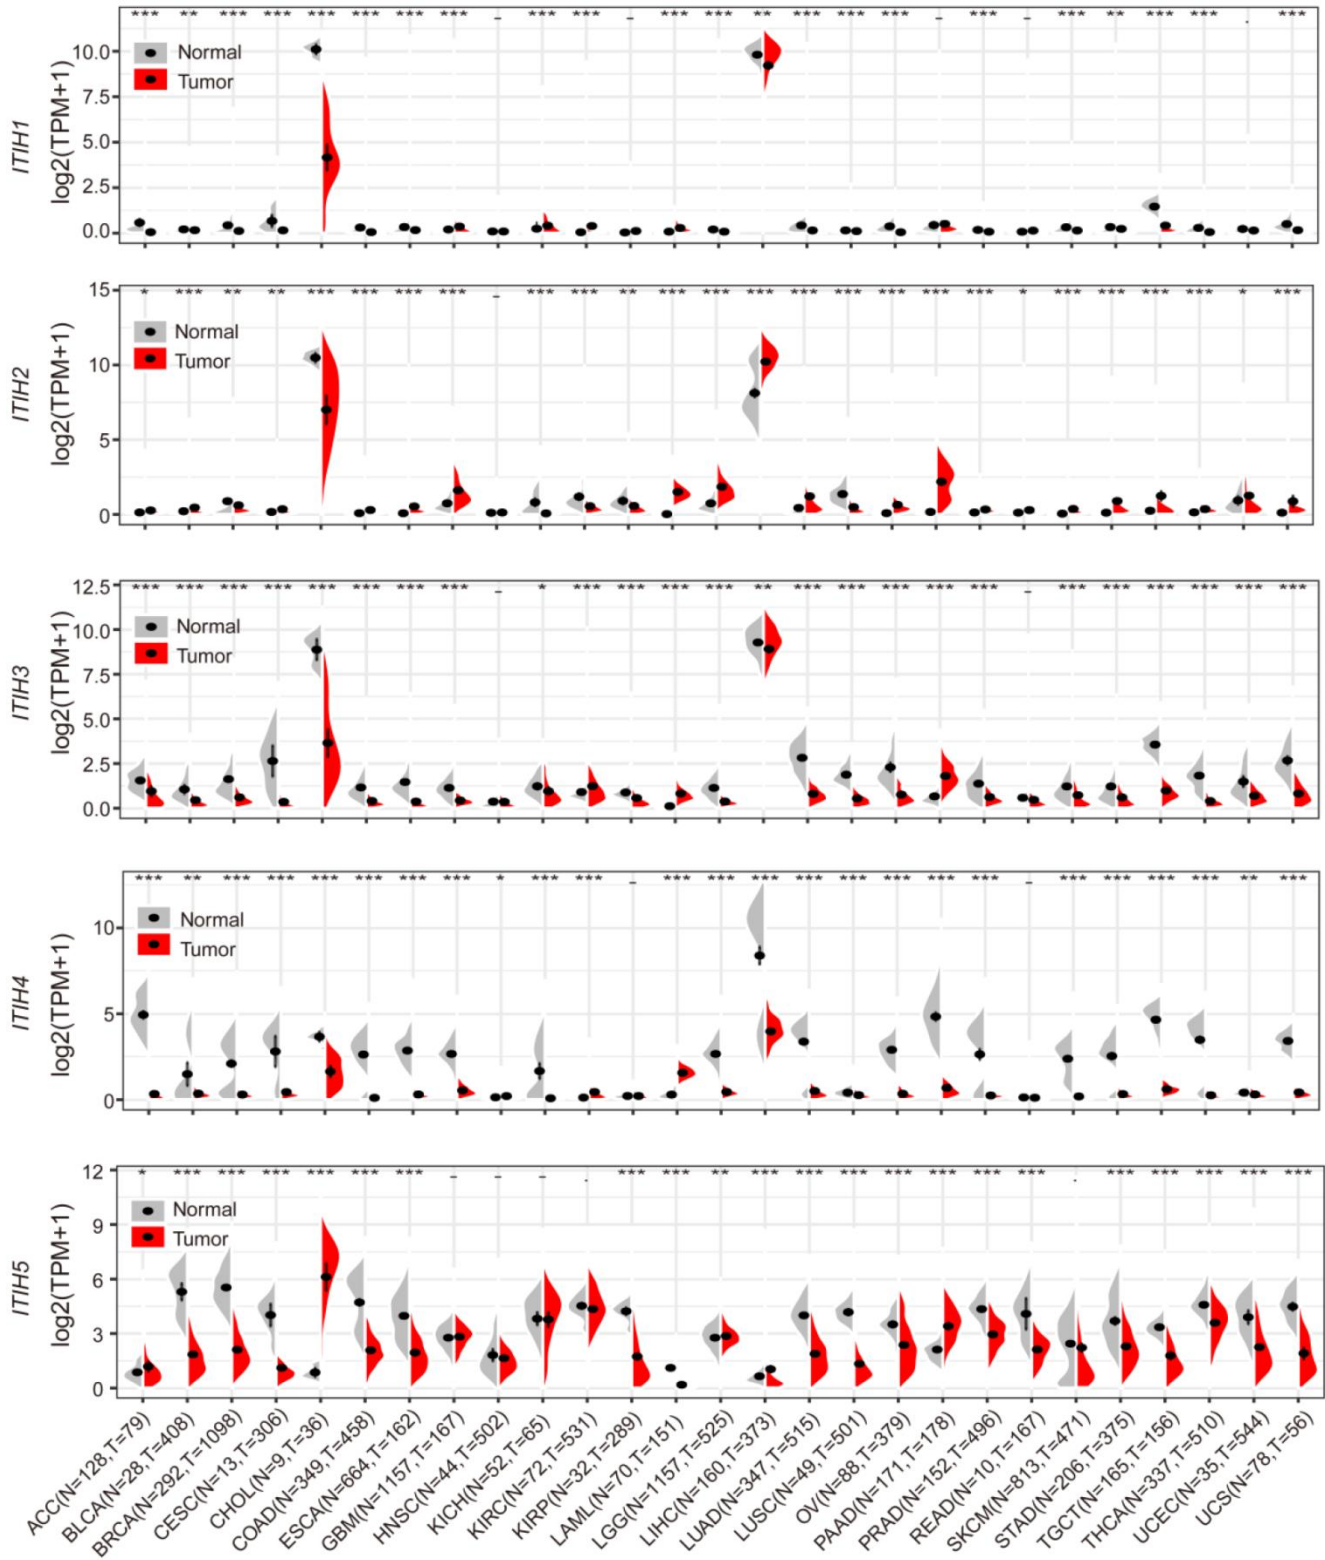 *** ** *** *** *** *** *** *** - *** *** - *** *** *** *** *** *** - *** - *** ** *** *** . ***
ITIH1
log2(TPM+1)
10.0
7.5
5.0
2.5
0.0
Normal
Tumor
* *** ** ** *** *** *** *** - *** *** ** *** *** *** *** *** *** *** *** * *** *** *** *** * ***
ITIH2
log2(TPM+1)
15
10
5
0
Normal
Tumor
*** *** *** *** *** *** *** *** - * *** *** *** *** ** *** *** *** *** *** - *** *** *** *** *** ***
ITIH3
log2(TPM+1)
12.5
10.0
7.5
5.0
2.5
0.0
Normal
Tumor
*** ** *** *** *** *** *** *** * *** *** - *** *** *** *** *** *** *** *** - *** *** *** *** ** ***
ITIH4
log2(TPM+1)
10
5
0
Normal
Tumor
* *** *** *** *** *** *** - - - . *** *** ** *** *** *** *** *** *** *** . *** *** *** *** ***
ITIH5
log2(TPM+1)
12
9
6
3
0
Normal
Tumor
ACC(N=128,T=79)
BLCA(N=28,T=408)
BRCA(N=292,T=1098)
CESC(N=13,T=306)
CHOL(N=9,T=36)
COAD(N=349,T=458)
ESCA(N=664,T=162)
GBM(N=1157,T=167)
HNSC(N=44,T=502)
KICH(N=52,T=65)
KIRC(N=72,T=531)
KIRP(N=32,T=289)
LAML(N=70,T=151)
LGG(N=1157,T=525)
LIHC(N=160,T=373)
LUAD(N=347,T=515)
LUSC(N=49,T=501)
OV(N=88,T=379)
PAAD(N=171,T=178)
PRAD(N=152,T=496)
READ(N=10,T=167)
SKCM(N=813,T=471)
STAD(N=206,T=375)
TGCT(N=165,T=156)
THCA(N=337,T=510)
UCEC(N=35,T=544)
UCS(N=78,T=56)